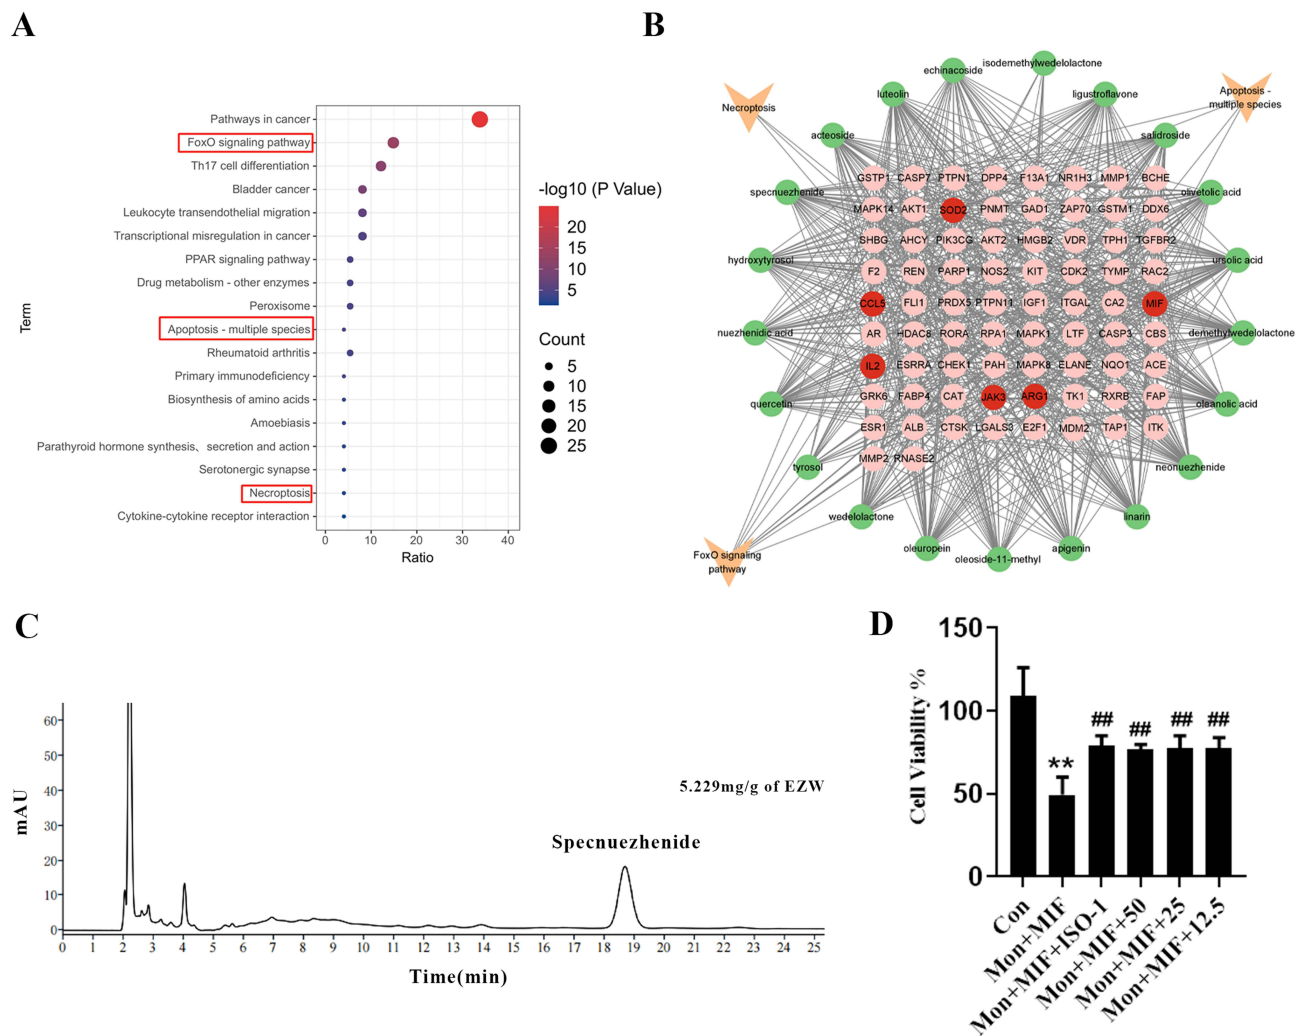 A
Pathways in cancer
FoxO signaling pathway
Th17 cell differentiation
Bladder cancer
Leukocyte transendothelial migration
Transcriptional misregulation in cancer
PPAR signaling pathway
Drug metabolism - other enzymes
Peroxisome
Apoptosis - multiple species
Rheumatoid arthritis
Primary immunodeficiency
Biosynthesis of amino acids
Amoebiasis
Parathyroid hormone synthesis、secretion and action
Serotonergic synapse
Necroptosis
Cytokine-cytokine receptor interaction
Term
0 10 20 30 40
Ratio
-log10 (P Value)
20
15
10
5
Count
5
10
15
20
25
B
isodemethylwedelolactone
echinacoside
luteolin
ligustroflavone
Necroptosis
Apoptosis -
multiple species
acteoside
salidroside
specnuezhenide
olivetolic acid
hydroxytyrosol
ursolic acid
nuezhenidic acid
demethylwedelolactone
quercetin
oleanolic acid
tyrosol
neonuezhenide
wedelolactone
linarin
oleuropein
oleoside-11-methyl
apigenin
FoxO signaling
pathway
GSTP1 CASP7 PTPN1 DPP4 F13A1 NR1H3 MMP1 BCHE
MAPK14 AKT1 SOD2 PNMT GAD1 ZAP70 GSTM1 DDX6
SHBG AHCY PIK3CG AKT2 HMGB2 VDR TPH1 TGFBR2
F2 REN PARP1 NOS2 KIT CDK2 TYMP RAC2
CCL5 FLI1 PRDX5 PTPN11 IGF1 ITGAL CA2 MIF
AR HDAC8 RORA RPA1 MAPK1 LTF CASP3 CBS
IL2 ESRRA CHEK1 PAH MAPK8 ELANE NQO1 ACE
GRK6 FABP4 CAT JAK3 ARG1 TK1 RXRB FAP
ESR1 ALB CTSK LGALS3 E2F1 MDM2 TAP1 ITK
MMP2 RNASE2
C
mAU
60
50
40
30
20
10
0
5.229mg/g of EZW
Specnuezhenide
0 1 2 3 4 5 6 7 8 9 10 11 12 13 14 15 16 17 18 19 20 21 22 23 24 25
Time(min)
D
Cell Viability %
150
100
50
0
** ## ## ## ##
Con
Mon+MIF
Mon+MIF+ISO-1
Mon+MIF+50
Mon+MIF+25
Mon+MIF+12.5